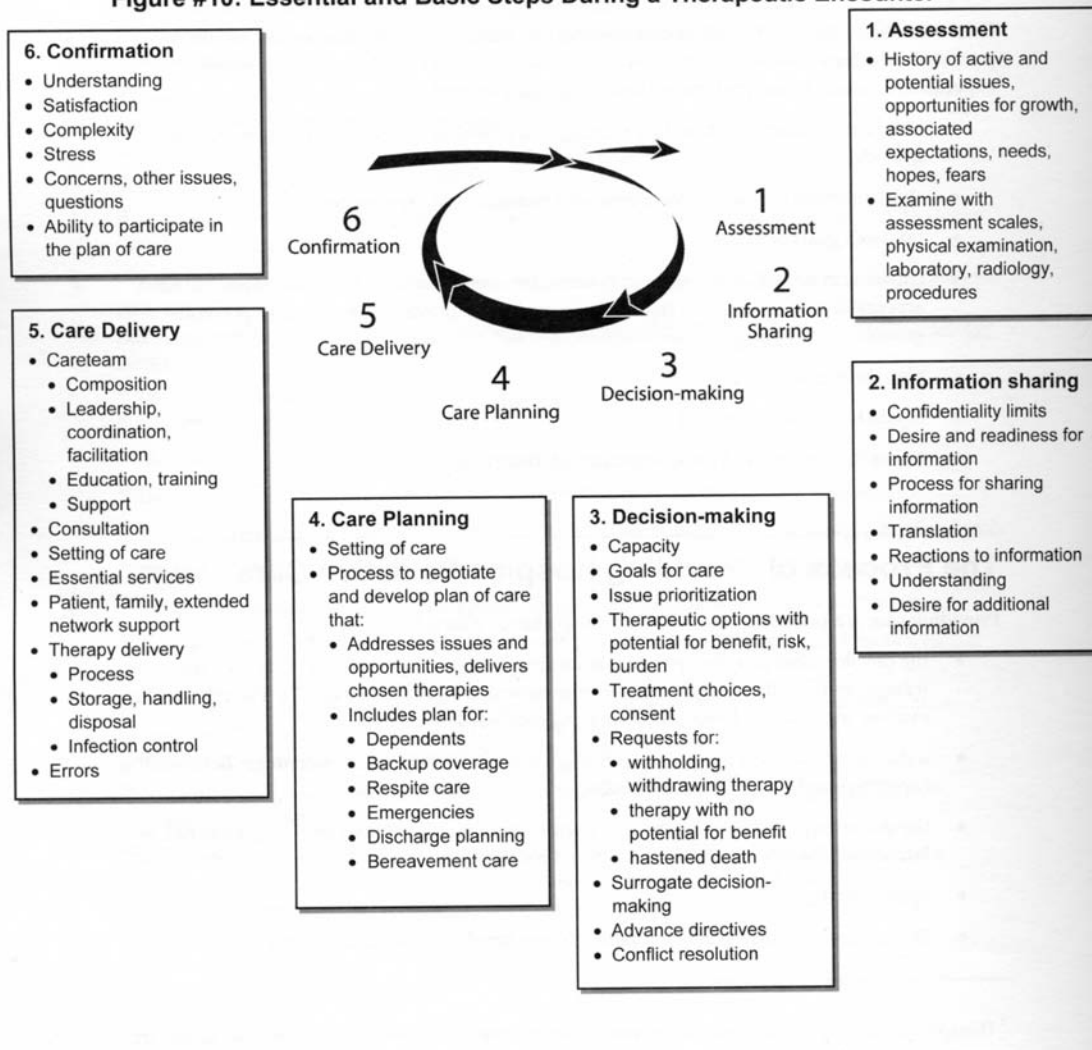 Figure #10: Essential and Basic Steps During a Therapeutic Encounter
6. Confirmation
• Understanding
• Satisfaction
• Complexity
• Stress
• Concerns, other issues,
questions
• Ability to participate in
the plan of care
1. Assessment
• History of active and
potential issues,
opportunities for growth,
associated
expectations, needs,
hopes, fears
• Examine with
assessment scales,
physical examination,
laboratory, radiology,
procedures
6
Confirmation
1
Assessment
2
Information
Sharing
5
Care Delivery
3
Decision-making
4
Care Planning
5. Care Delivery
• Careteam
• Composition
• Leadership,
coordination,
facilitation
• Education, training
• Support
• Consultation
• Setting of care
• Essential services
• Patient, family, extended
network support
• Therapy delivery
• Process
• Storage, handling,
disposal
• Infection control
• Errors
2. Information sharing
• Confidentiality limits
• Desire and readiness for
information
• Process for sharing
information
• Translation
• Reactions to information
• Understanding
• Desire for additional
information
4. Care Planning
• Setting of care
• Process to negotiate
and develop plan of care
that:
• Addresses issues and
opportunities, delivers
chosen therapies
• Includes plan for:
• Dependents
• Backup coverage
• Respite care
• Emergencies
• Discharge planning
• Bereavement care
3. Decision-making
• Capacity
• Goals for care
• Issue prioritization
• Therapeutic options with
potential for benefit, risk,
burden
• Treatment choices,
consent
• Requests for:
• withholding,
withdrawing therapy
• therapy with no
potential for benefit
• hastened death
• Surrogate decision-
making
• Advance directives
• Conflict resolution